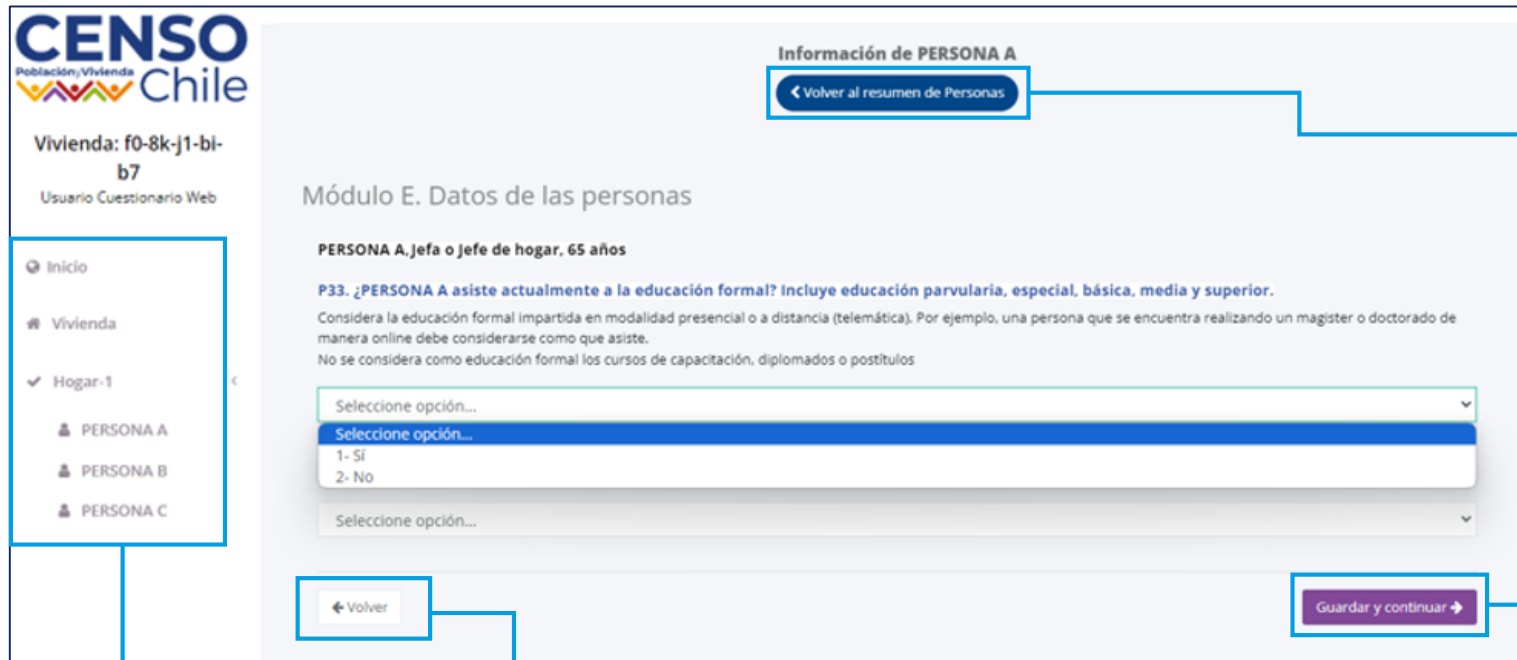 CENSO
Población y Vivienda
Chile
Vivienda: f0-8k-j1-bi-
b7
Usuario Cuestionario Web
Inicio
Vivienda
Hogar-1
PERSONA A
PERSONA B
PERSONA C
Información de PERSONA A
Volver al resumen de Personas
Módulo E. Datos de las personas
PERSONA A, Jefa o Jefe de hogar, 65 años
P33. ¿PERSONA A asiste actualmente a la educación formal? Incluye educación parvularia, especial, básica, media y superior.
Considera la educación formal impartida en modalidad presencial o a distancia (telemática). Por ejemplo, una persona que se encuentra realizando un magister o doctorado de
manera online debe considerarse como que asiste.
No se considera como educación formal los cursos de capacitación, diplomados o postítulos
Seleccione opción...
Seleccione opción...
1- Sí
2- No
Seleccione opción...
Volver
Guardar y continuar